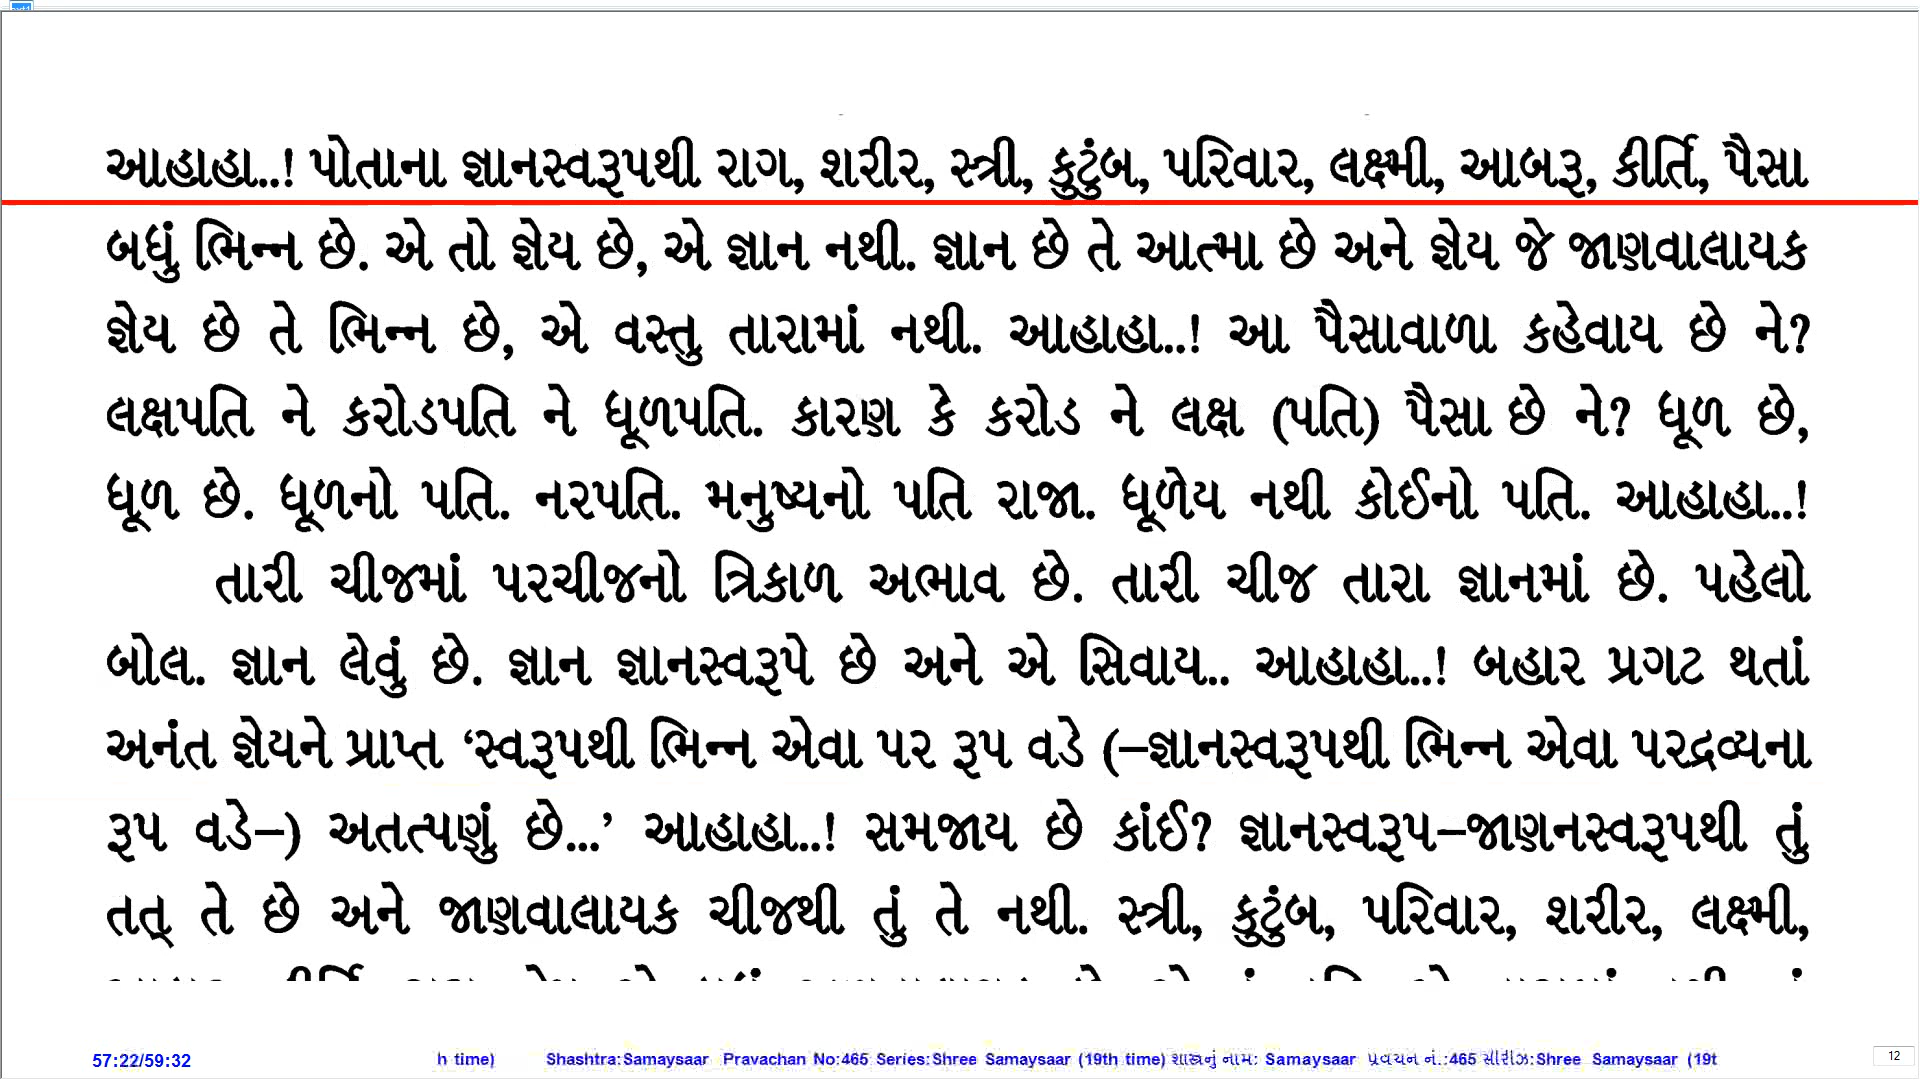 આહાહા..! પોતાના જ્ઞાનસ્વરૂપથી રાગ, શરીર, સ્ત્રી, કુટુંબ, પરિવાર, લક્ષ્મી, આબરૂ, કીર્તિ, પૈસા
બધું ભિન્ન છે. એ તો જ્ઞેય છે, એ જ્ઞાન નથી. જ્ઞાન છે તે આત્મા છે અને જ્ઞેય જે જાણવાલાયક
જ્ઞેય છે તે ભિન્ન છે, એ વસ્તુ તારામાં નથી. આહાહા..! આ પૈસાવાળા કહેવાય છે ને?
લક્ષપતિ ને કરોડપતિ ને ધૂળપતિ. કારણ કે કરોડ ને લક્ષ (પતિ) પૈસા છે ને? ધૂળ છે,
ધૂળ છે. ધૂળનો પતિ. નરપતિ. મનુષ્યનો પતિ રાજા. ધૂળેય નથી કોઈનો પતિ. આહાહા..!
તારી ચીજમાં પરચીજનો ત્રિકાળ અભાવ છે. તારી ચીજ તારા જ્ઞાનમાં છે. પહેલો
બોલ. જ્ઞાન લેવું છે. જ્ઞાન જ્ઞાનસ્વરૂપે છે અને એ સિવાય.. આહાહા..! બહાર પ્રગટ થતાં
અનંત જ્ઞેયને પ્રાપ્ત ‘સ્વરૂપથી ભિન્ન એવા પર રૂપ વડે (–જ્ઞાનસ્વરૂપથી ભિન્ન એવા પરદ્રવ્યના
રૂપ વડે–) અતત્પણું છે...’ આહાહા..! સમજાય છે કાંઈ? જ્ઞાનસ્વરૂપ–જાણનસ્વરૂપથી તું
તત્ તે છે અને જાણવાલાયક ચીજથી તું તે નથી. સ્ત્રી, કુટુંબ, પરિવાર, શરીર, લક્ષ્મી,
57:22/59:32
h time) Shashtra:Samaysaar Pravachan No:465 Series:Shree Samaysaar (19th time) શાસ્ત્રનું નામ: Samaysaar પ્રવચન નં.:465 સીરીઝ:Shree Samaysaar (19t
12